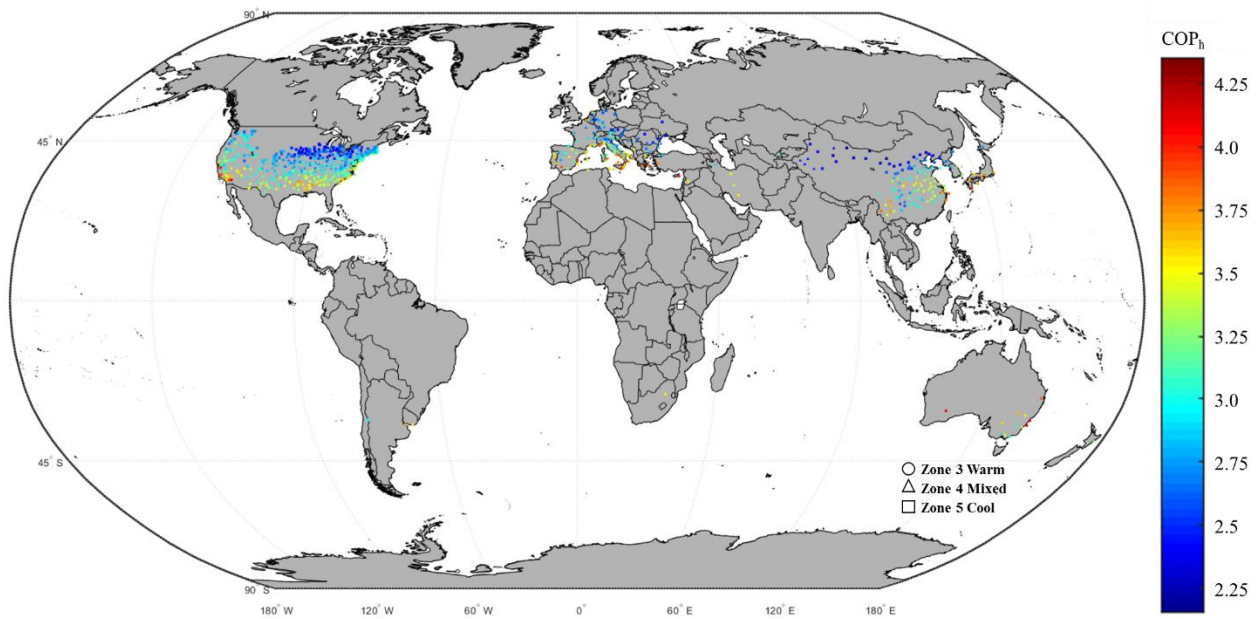 90° N
COPh
4.25
4.00
3.75
3.5
3.25
3.0
2.75
2.5
2.25
45° N
45° S
Zone 3 Warm
Zone 4 Mixed
Zone 5 Cool
90° S
180° W
120° W
60° W
0°
60° E
120° E
180° E